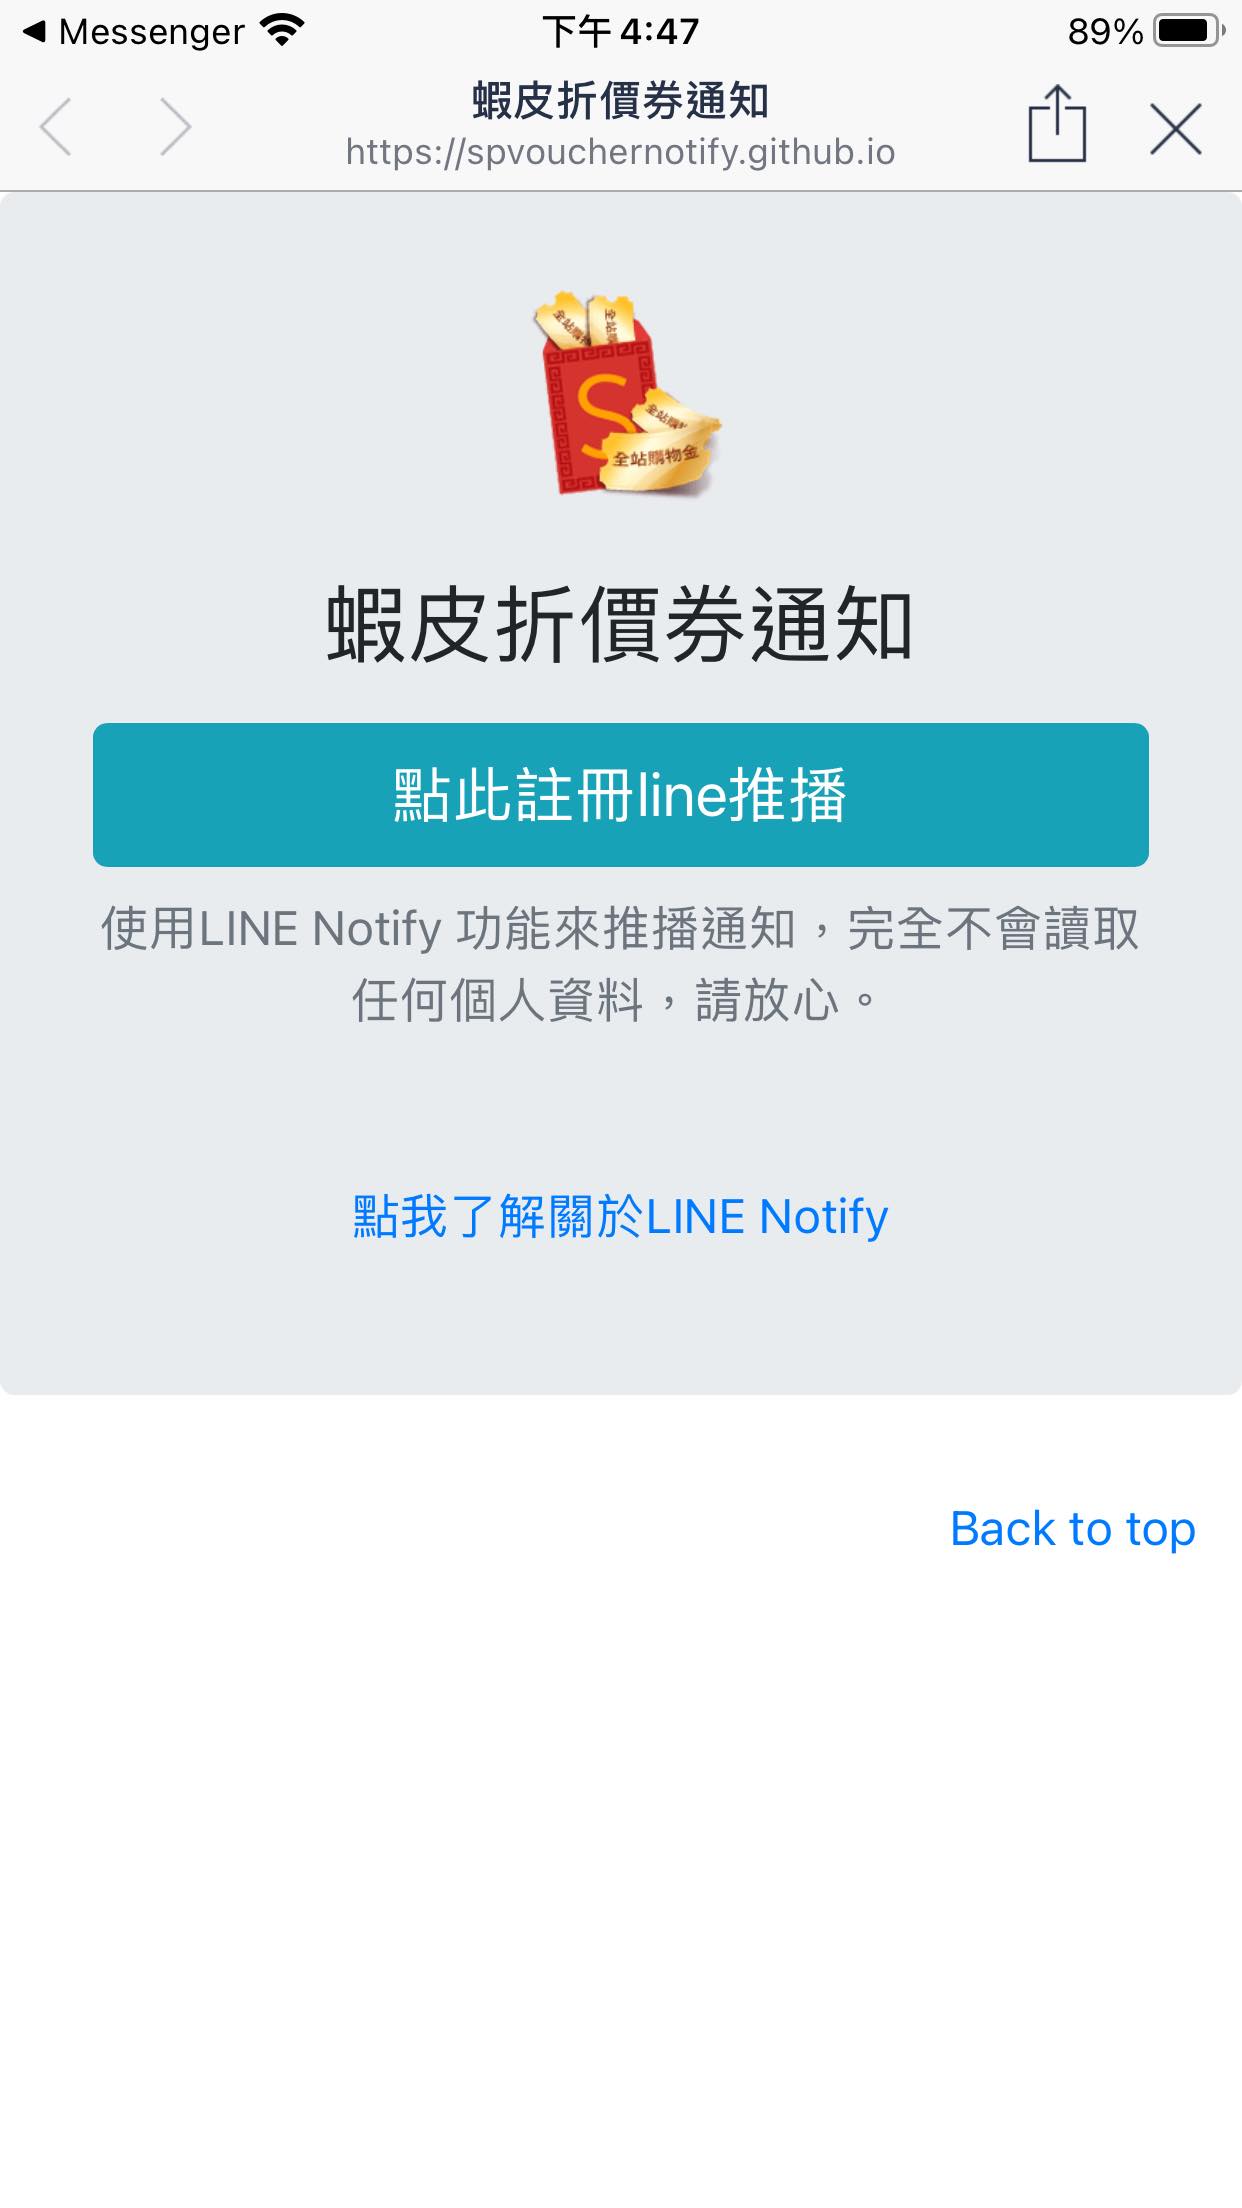 Messenger 下午4:47 89%
蝦皮折價券通知
https://spvouchernotify.github.io
全站購物金
蝦皮折價券通知
點此註冊line推播
使用LINE Notify 功能來推播通知，完全不會讀取
任何個人資料，請放心。
點我了解關於LINE Notify
Back to top